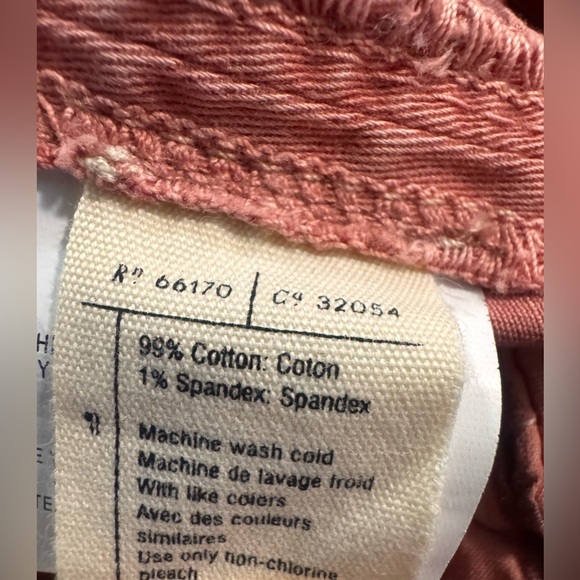 Rn 66170 | Ca 32054
99% Cotton: Coton
1% Spandex: Spandex
Machine wash cold
Machine de lavage froid
With like colors
Avec des couleurs
similaires
Use only non-chlorine
bleach